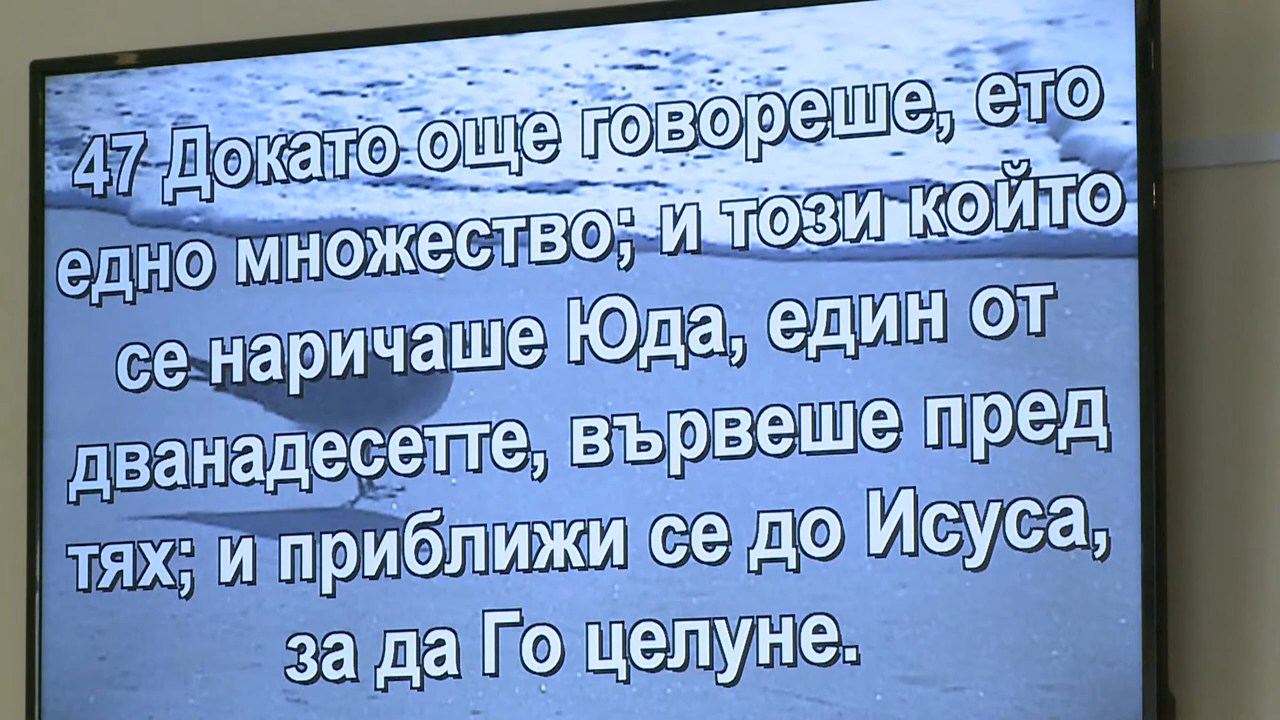 47 Докато още говореше, ето
едно множество; и този който
се наричаше Юда, един от
дванадесетте, вървеше пред
тях; и приближи се до Исуса,
за да Го целуне.